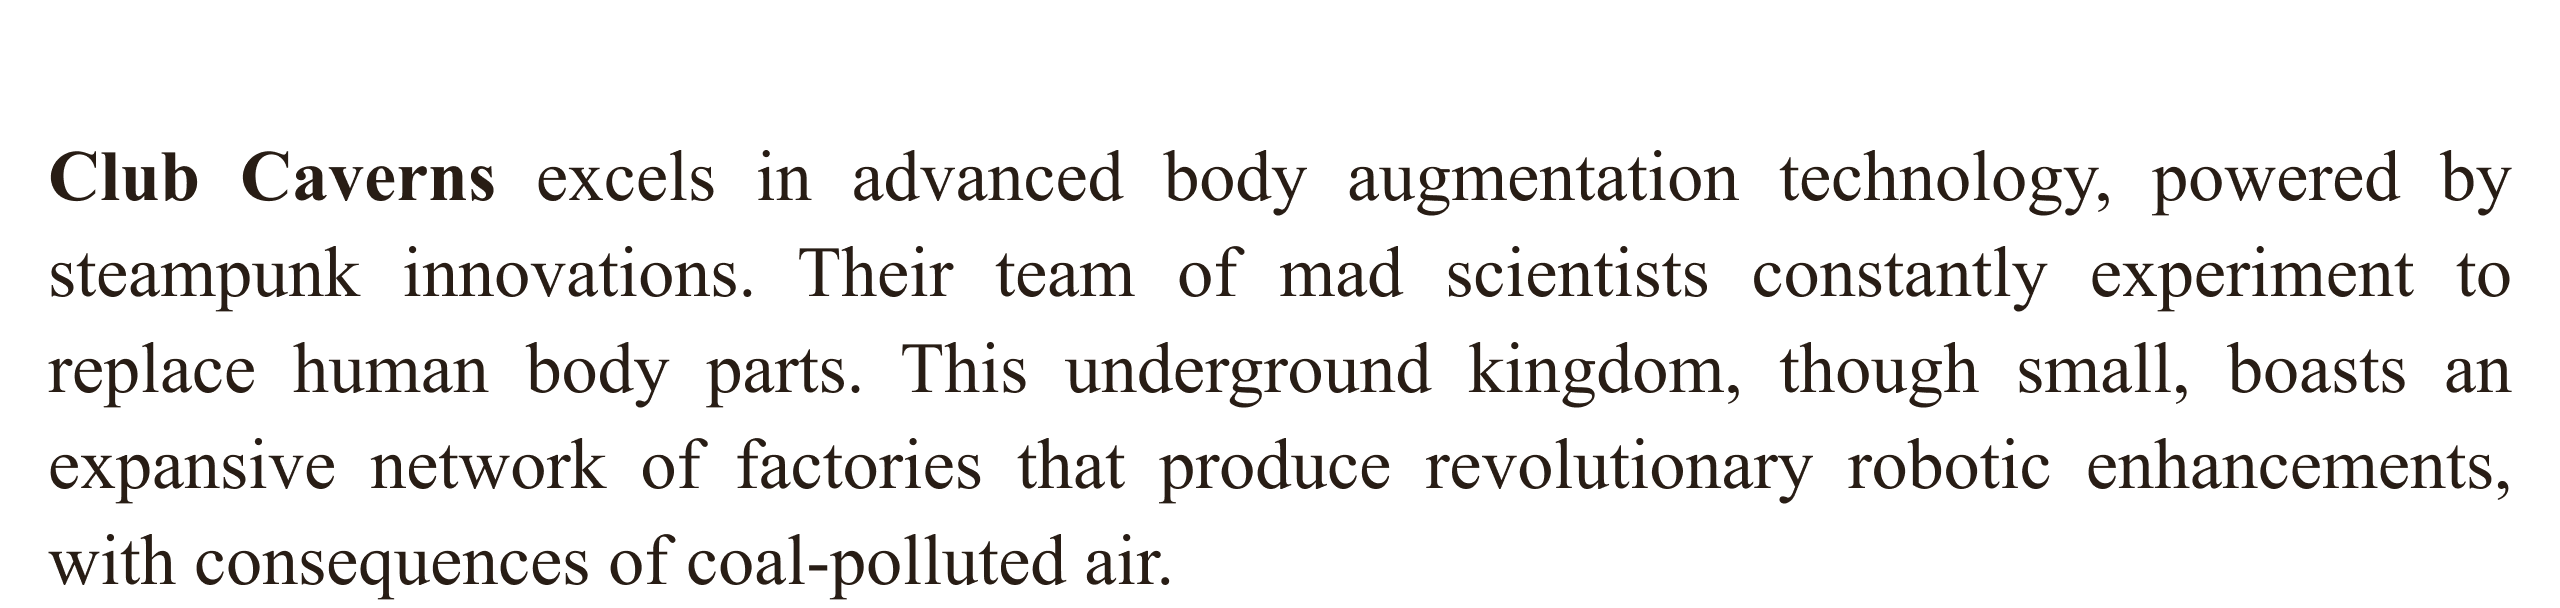 Club Caverns excels in advanced body augmentation technology, powered by
steampunk innovations. Their team of mad scientists constantly experiment to
replace human body parts. This underground kingdom, though small, boasts an
expansive network of factories that produce revolutionary robotic enhancements,
with consequences of coal-polluted air.